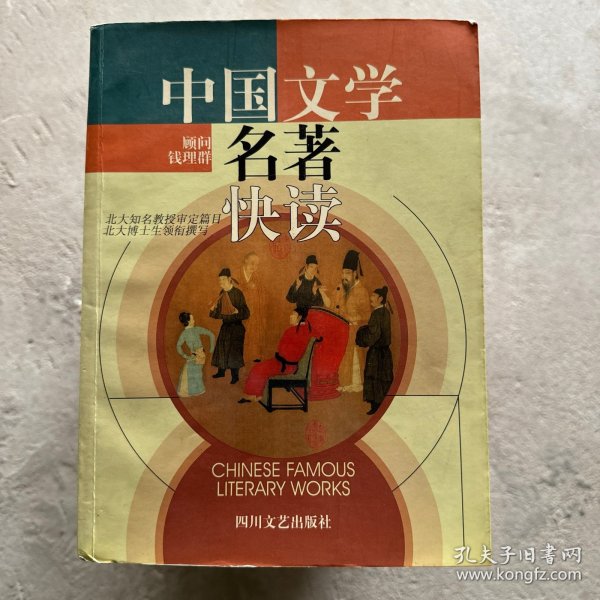 中国文学
名著
快读
顾问
钱理群
北大知名教授审定篇目
北大博士生领衔撰写
CHINESE FAMOUS
LITERARY WORKS
四川文艺出版社
孔夫子旧书网
www.kongfz.com